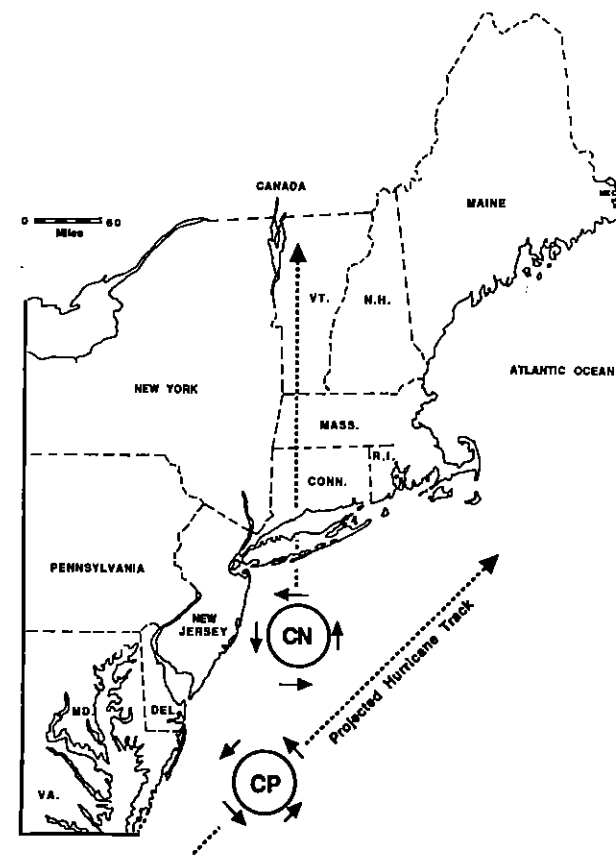 CANADA
0 60
Miles
MAINE
VT.
N.H.
ATLANTIC OCEAN
NEW YORK
MASS.
R.I.
CONN.
PENNSYLVANIA
NEW
JERSEY
CN
Projected Hurricane Track
MD.
DEL.
CP
VA.